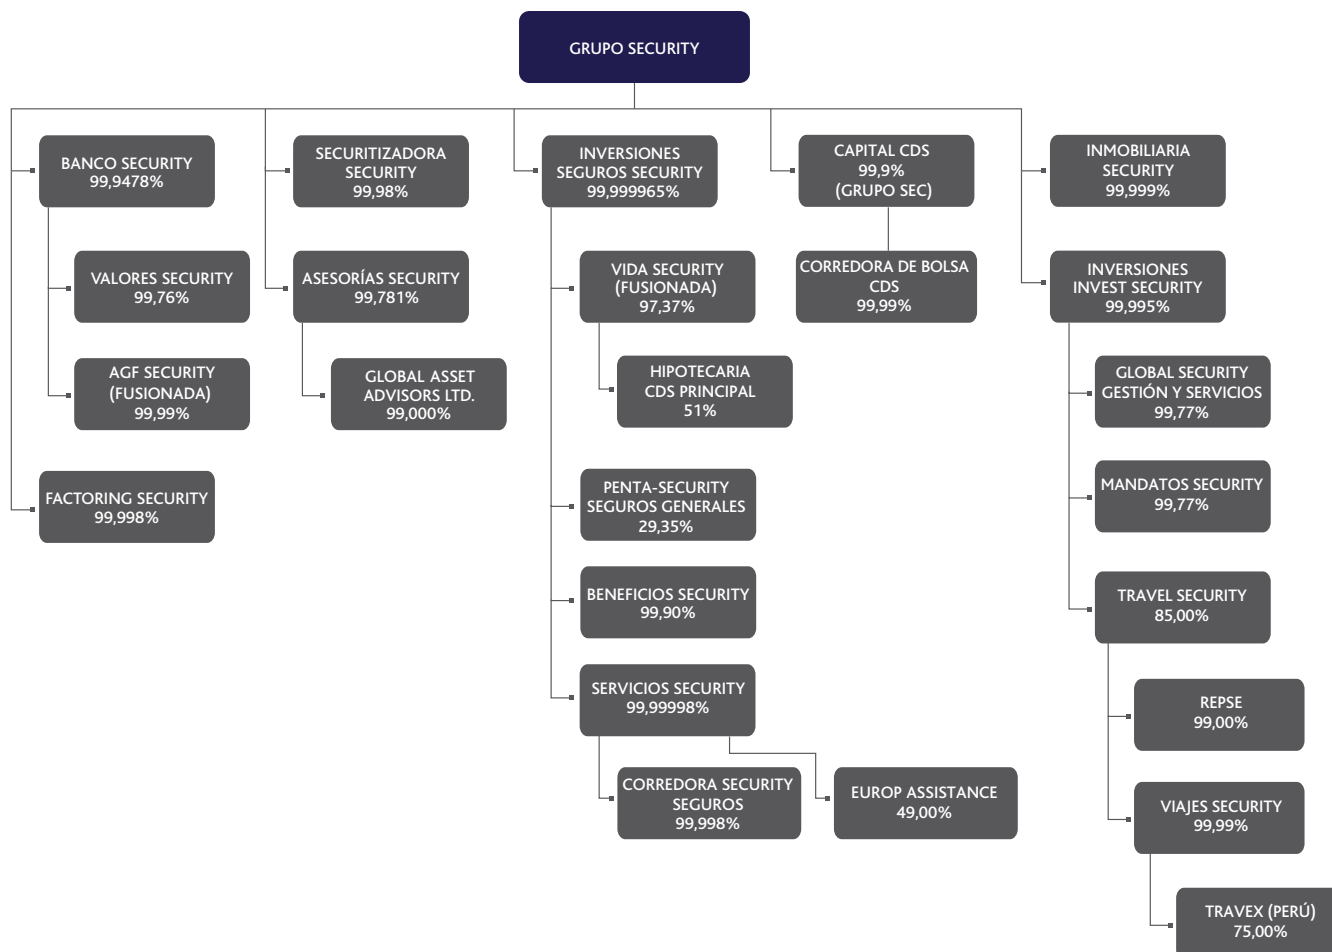 GRUPO SECURITY
BANCO SECURITY
99,9478%
VALORES SECURITY
99,76%
AGF SECURITY
(FUSIONADA)
99,99%
FACTORING SECURITY
99,998%
SECURITIZADORA
SECURITY
99,98%
ASESORÍAS SECURITY
99,781%
GLOBAL ASSET
ADVISORS LTD.
99,000%
INVERSIONES
SEGUROS SECURITY
99,999965%
VIDA SECURITY
(FUSIONADA)
97,37%
HIPOTECARIA
CDS PRINCIPAL
51%
PENTA-SECURITY
SEGUROS GENERALES
29,35%
BENEFICIOS SECURITY
99,90%
SERVICIOS SECURITY
99,99998%
CORREDORA SECURITY
SEGUROS
99,998%
EUROP ASSISTANCE
49,00%
CAPITAL CDS
99,9%
(GRUPO SEC)
CORREDORA DE BOLSA
CDS
99,99%
INMOBILIARIA
SECURITY
99,999%
INVERSIONES
INVEST SECURITY
99,995%
GLOBAL SECURITY
GESTIÓN Y SERVICIOS
99,77%
MANDATOS SECURITY
99,77%
TRAVEL SECURITY
85,00%
REPSE
99,00%
VIAJES SECURITY
99,99%
TRAVEX (PERÚ)
75,00%